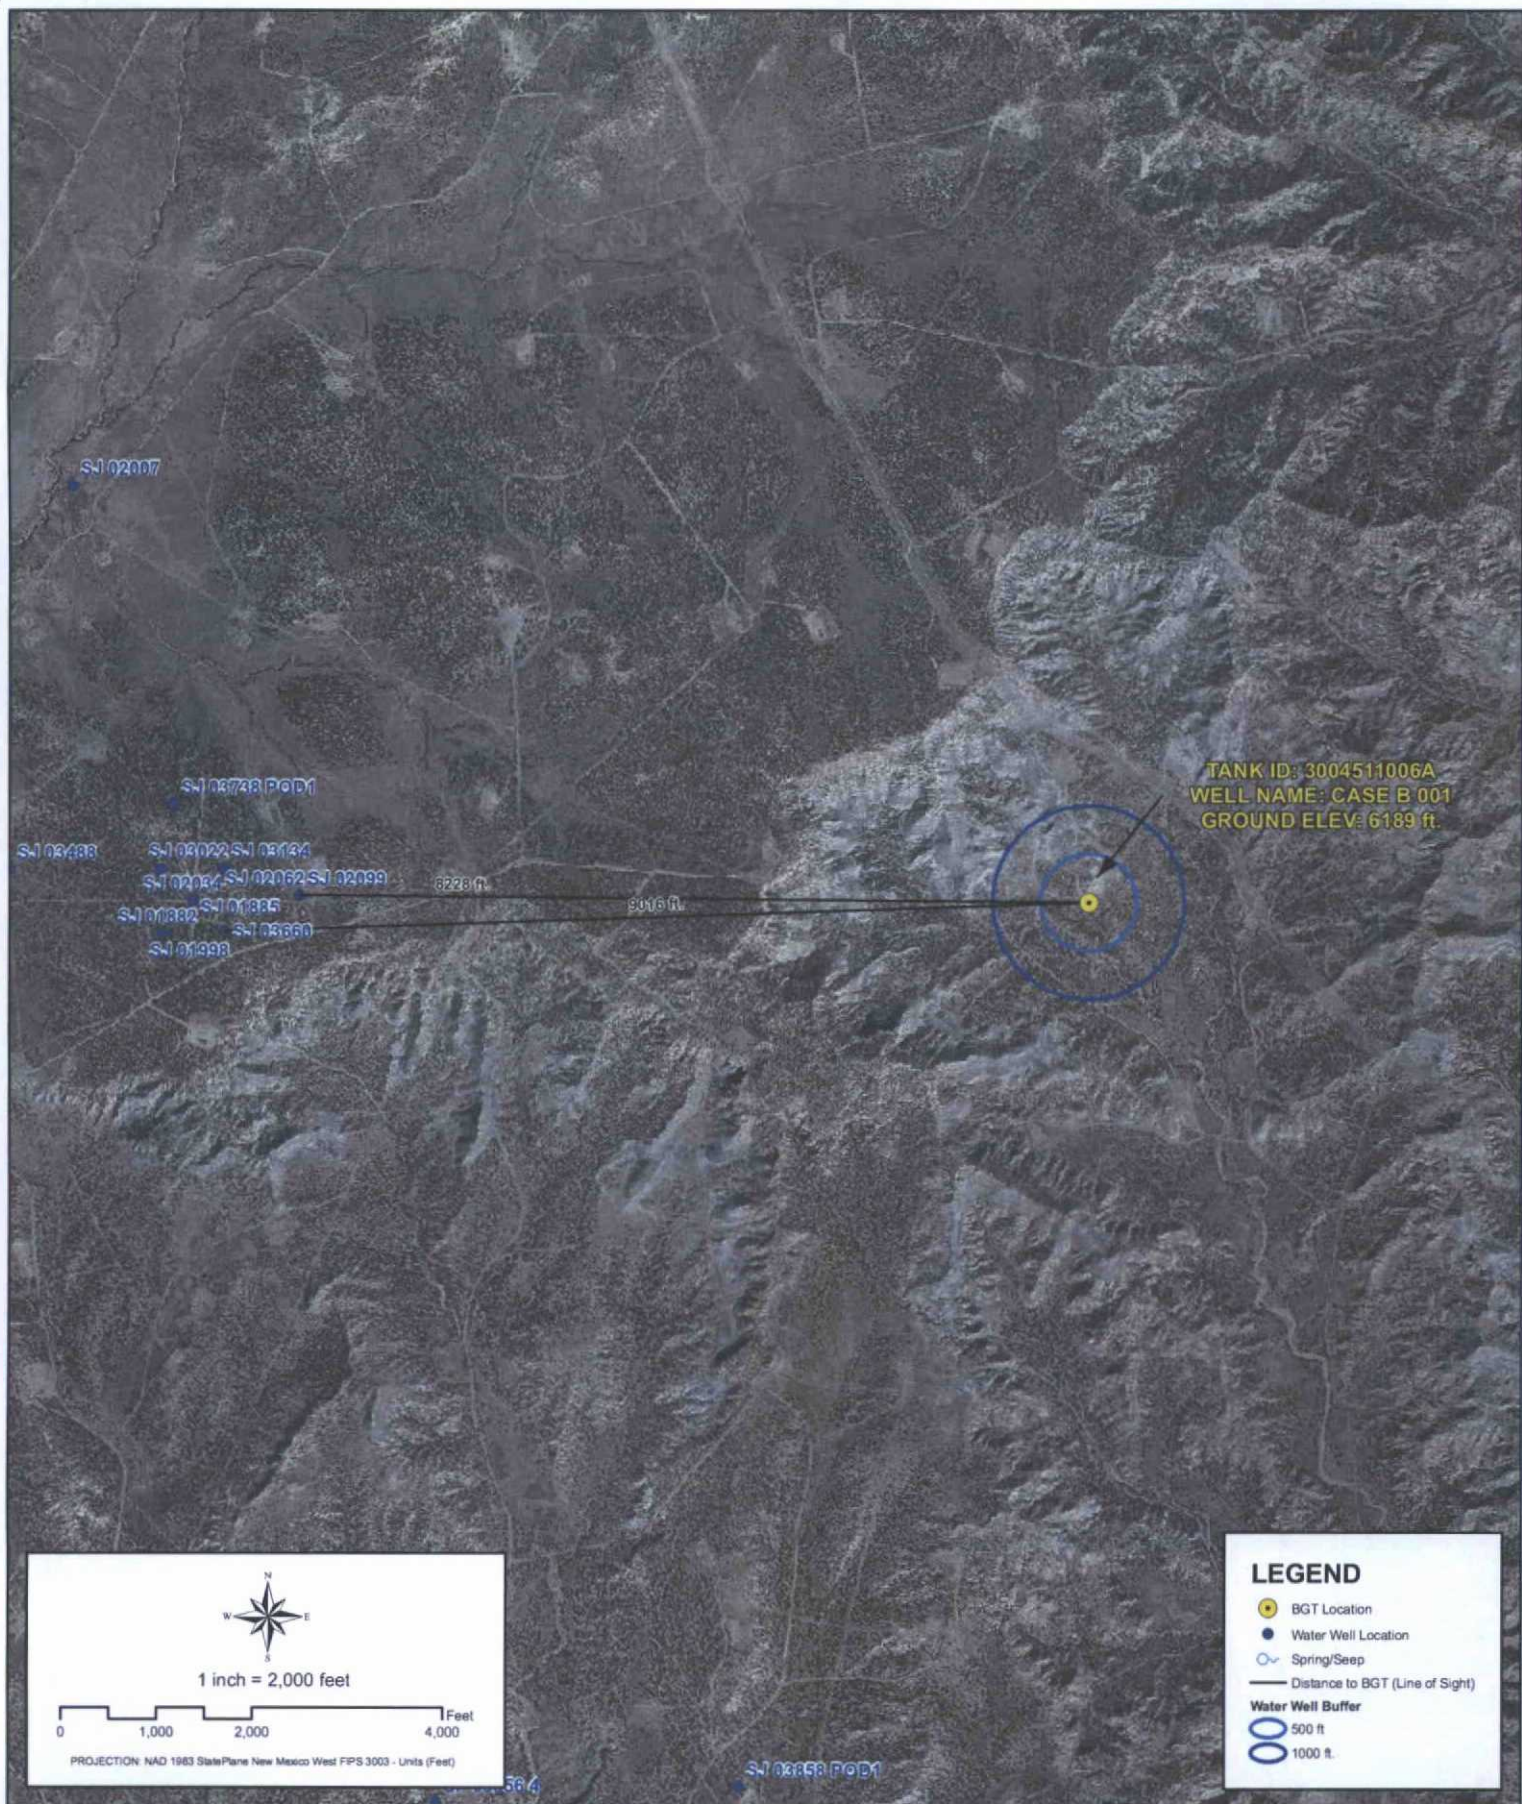 SJ 02007
TANK ID: 3004511006A
WELL NAME: CASE B 001
GROUND ELEV: 6189 ft.
SJ 03738 POD1
SJ 03488
SJ 03022
SJ 03134
SJ 02034
SJ 02062
SJ 02099
8228 ft.
9016 ft.
SJ 01882
SJ 01885
SJ 03660
SJ 01998
N
W
E
S
1 inch = 2,000 feet
Feet
0
1,000
2,000
4,000
PROJECTION: NAD 1983 StatePlane New Mexico West FIPS 3003 - Units (Feet)
LEGEND
BGT Location
Water Well Location
Spring/Seep
Distance to BGT (Line of Sight)
Water Well Buffer
500 ft
1000 ft.
SJ 03858 POD1